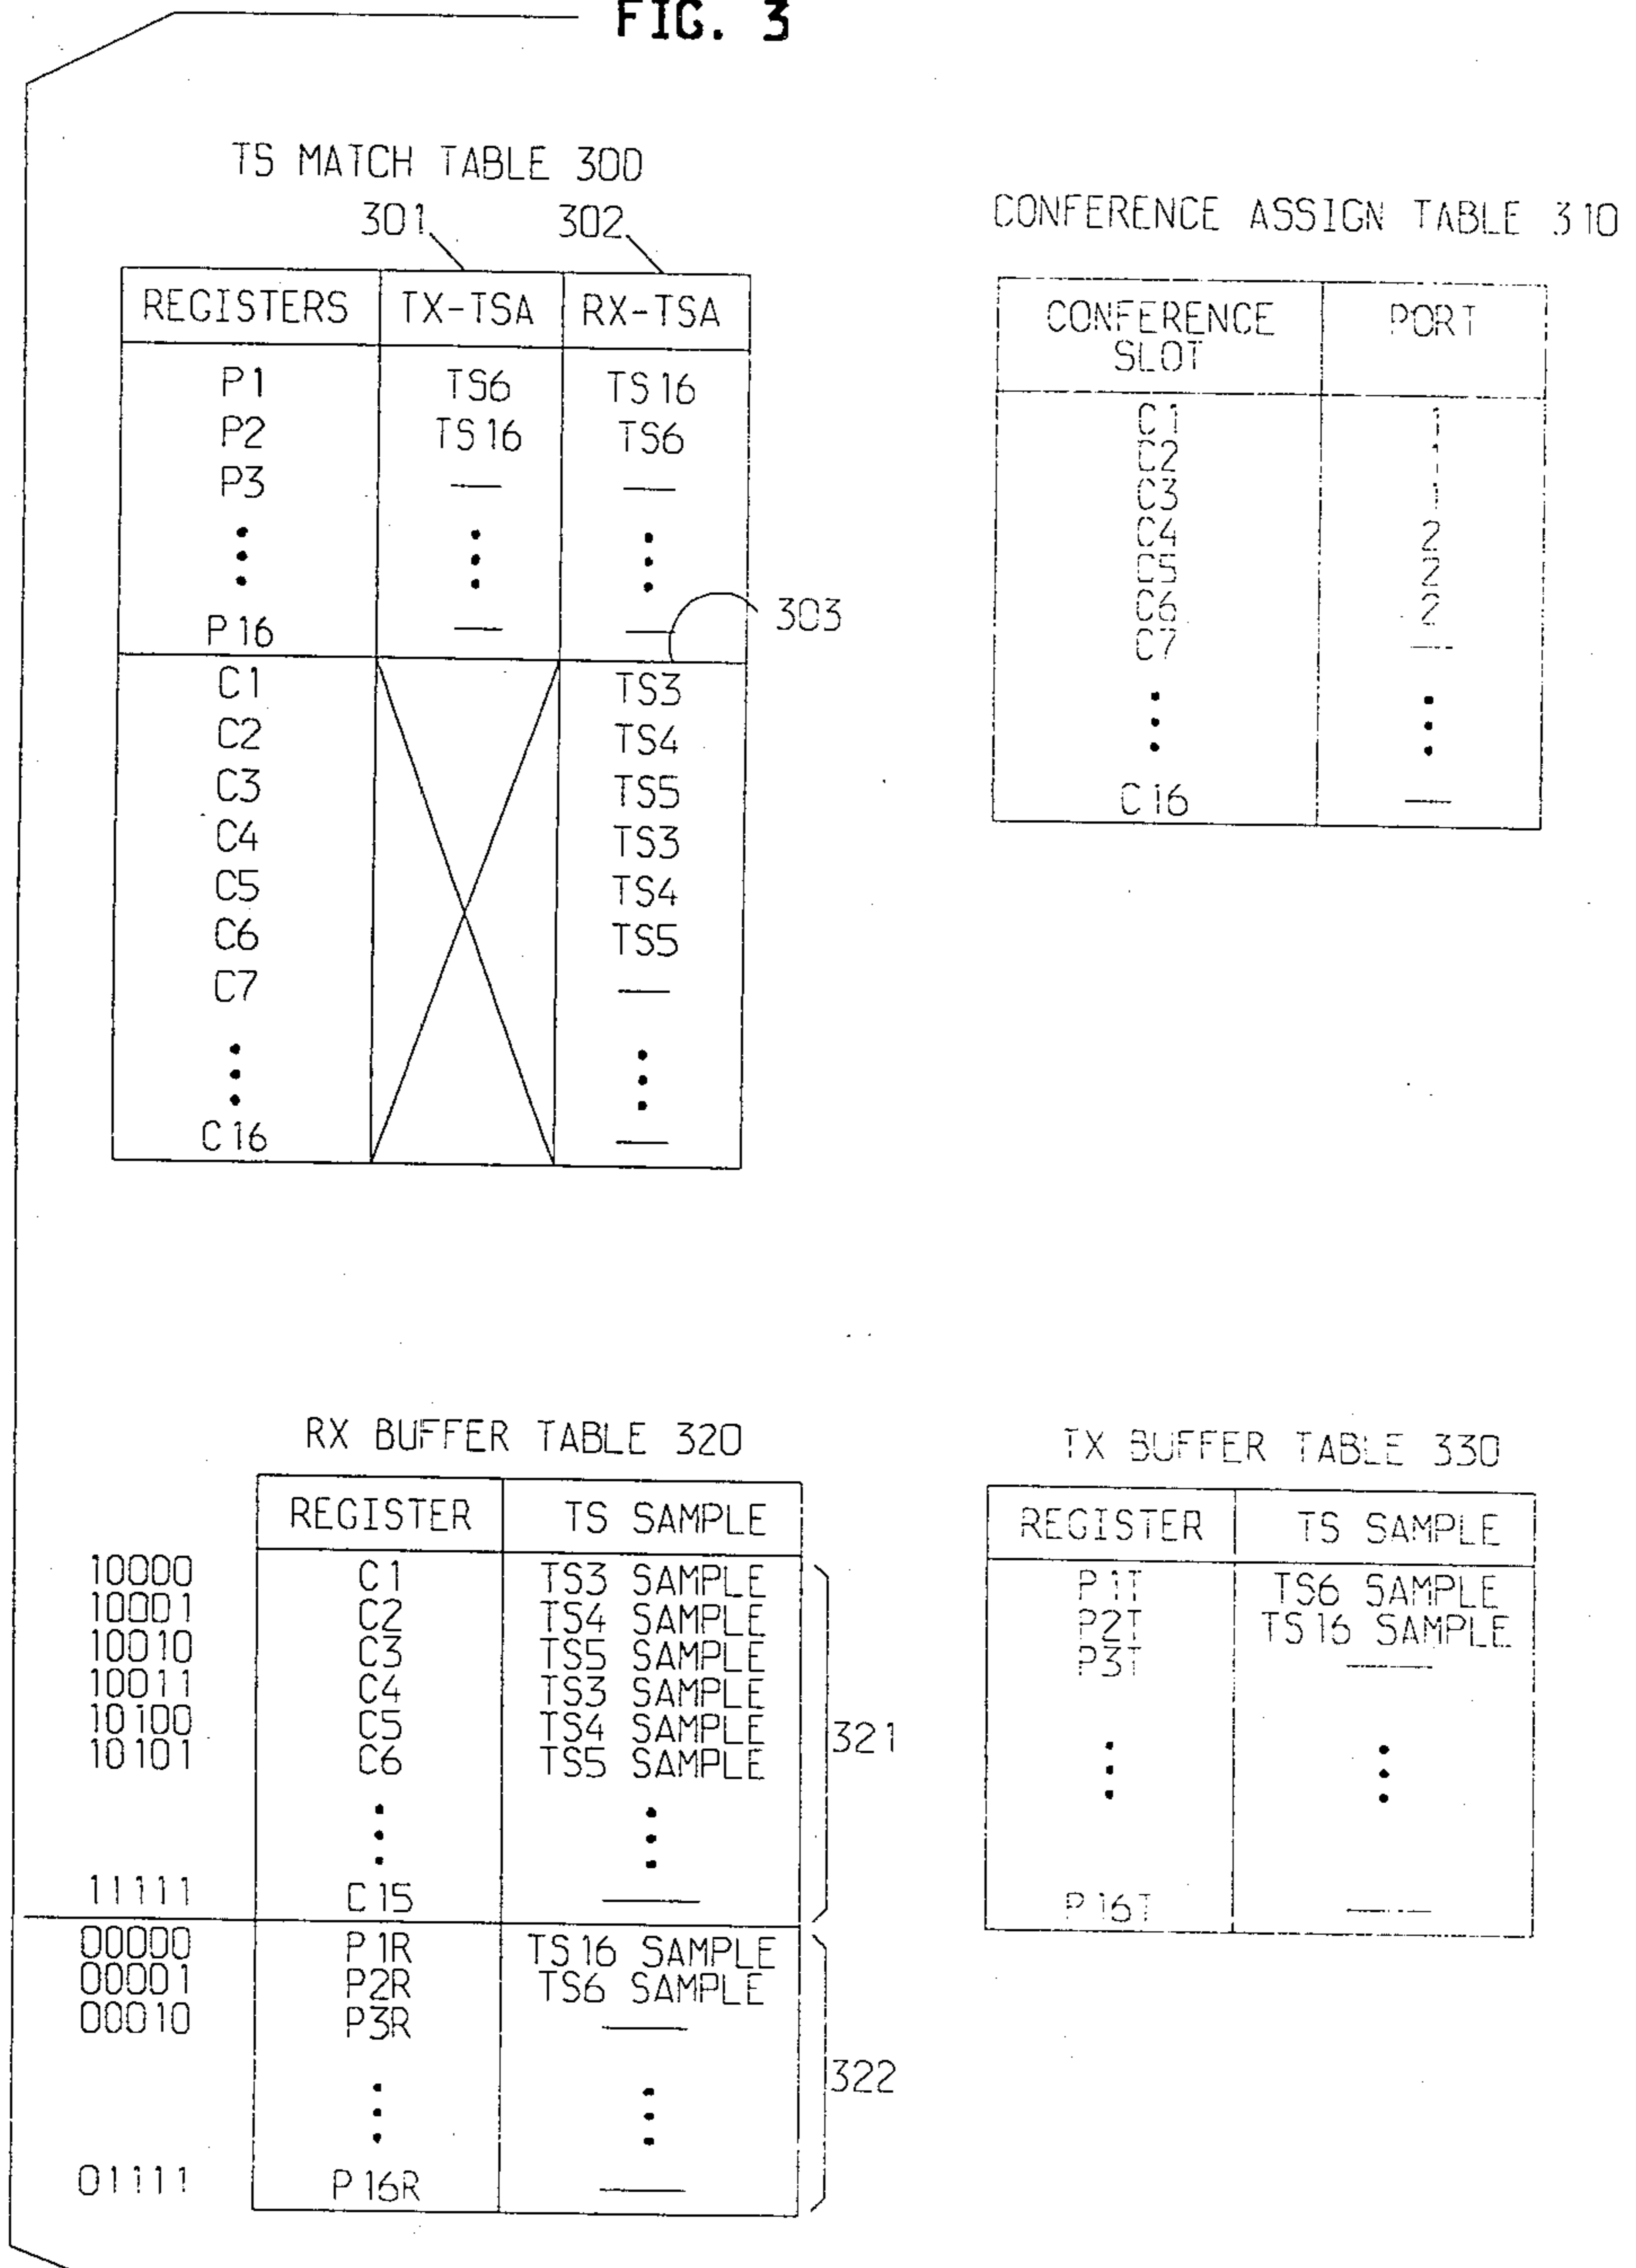 FIG. 3
TS MATCH TABLE 300
301 302
REGISTERS TX-TSA RX-TSA
P1 TS6 TS16
P2 TS16 TS6
P3 — —
P16 — —
303
C1 TS3
C2 TS4
C3 TS5
C4 TS3
C5 TS4
C6 TS5
C7 —
C16 —
CONFERENCE ASSIGN TABLE 310
CONFERENCE PORT
SLOT
C1 1
C2 1
C3 1
C4 2
C5 2
C6 2
C7 —
C16 —
RX BUFFER TABLE 320
REGISTER TS SAMPLE
10000 C1 TS3 SAMPLE
10001 C2 TS4 SAMPLE
10010 C3 TS5 SAMPLE
10011 C4 TS3 SAMPLE
10100 C5 TS4 SAMPLE
10101 C6 TS5 SAMPLE
321
11111 C15 —
00000 P1R TS16 SAMPLE
00001 P2R TS6 SAMPLE
00010 P3R —
322
01111 P16R —
TX BUFFER TABLE 330
REGISTER TS SAMPLE
P1T TS6 SAMPLE
P2T TS16 SAMPLE
P3T —
P16T —